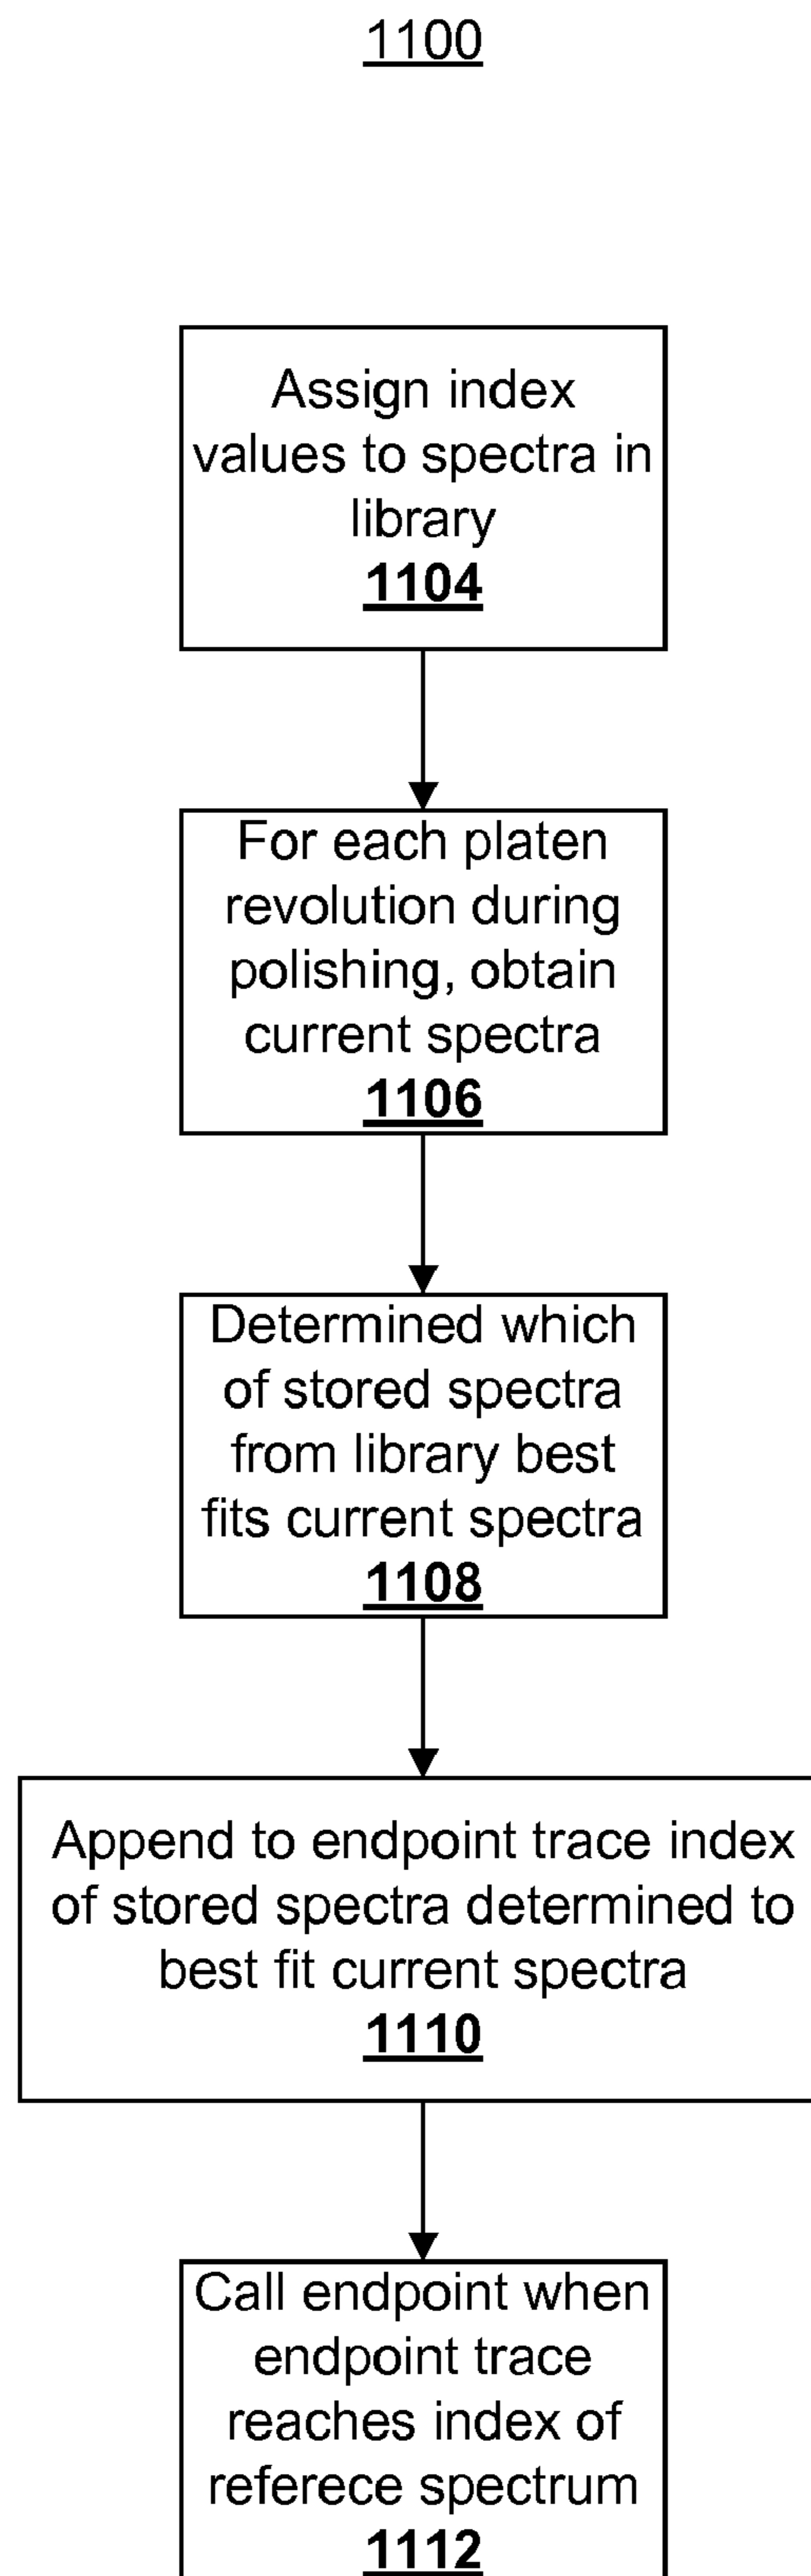 1100
Assign index
values to spectra in
library
1104
For each platen
revolution during
polishing, obtain
current spectra
1106
Determined which
of stored spectra
from library best
fits current spectra
1108
Append to endpoint trace index
of stored spectra determined to
best fit current spectra
1110
Call endpoint when
endpoint trace
reaches index of
referece spectrum
1112